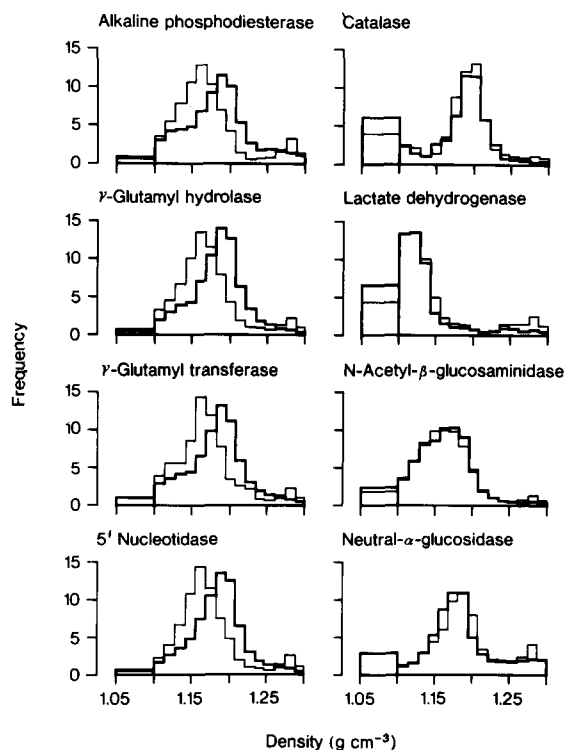 Alkaline phosphodiesterase
Catalase
15
10
5
0
γ-Glutamyl hydrolase
Lactate dehydrogenase
15
10
5
0
γ-Glutamyl transferase
N-Acetyl-β-glucosaminidase
15
10
5
0
5' Nucleotidase
Neutral-α-glucosidase
15
10
5
0
1.05 1.15 1.25 1.05 1.15 1.25
Frequency
Density (g cm⁻³)